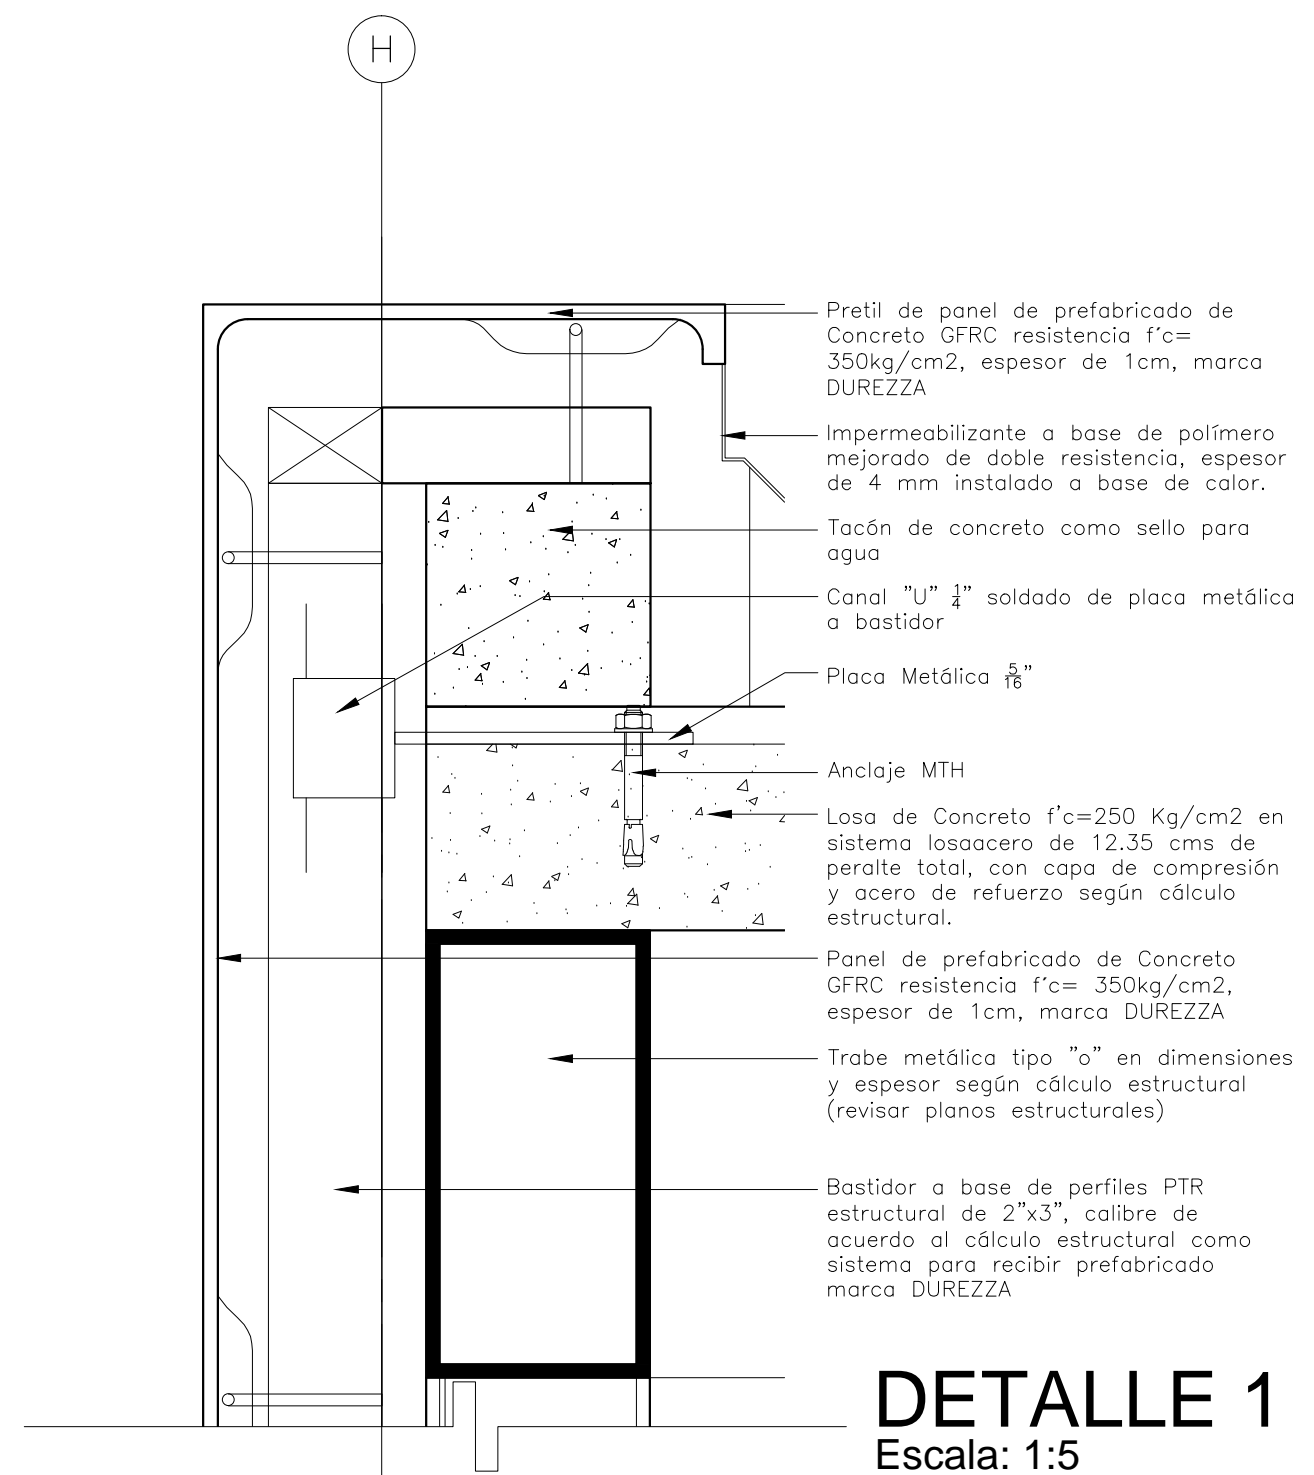 H
Pretil de panel de prefabricado de
Concreto GFRC resistencia f´c=
350kg/cm2, espesor de 1cm, marca
DUREZZA
Impermeabilizante a base de polímero
mejorado de doble resistencia, espesor
de 4 mm instalado a base de calor.
Tacón de concreto como sello para
agua
Canal "U" 1/4" soldado de placa metálica
a bastidor
Placa Metálica 5/16"
Anclaje MTH
Losa de Concreto f'c=250 Kg/cm2 en
sistema losaacero de 12.35 cms de
peralte total, con capa de compresión
y acero de refuerzo según cálculo
estructural.
Panel de prefabricado de Concreto
GFRC resistencia f´c= 350kg/cm2,
espesor de 1cm, marca DUREZZA
Trabe metálica tipo "o" en dimensiones
y espesor según cálculo estructural
(revisar planos estructurales)
Bastidor a base de perfiles PTR
estructural de 2"x3", calibre de
acuerdo al cálculo estructural como
sistema para recibir prefabricado
marca DUREZZA
DETALLE 1
Escala: 1:5